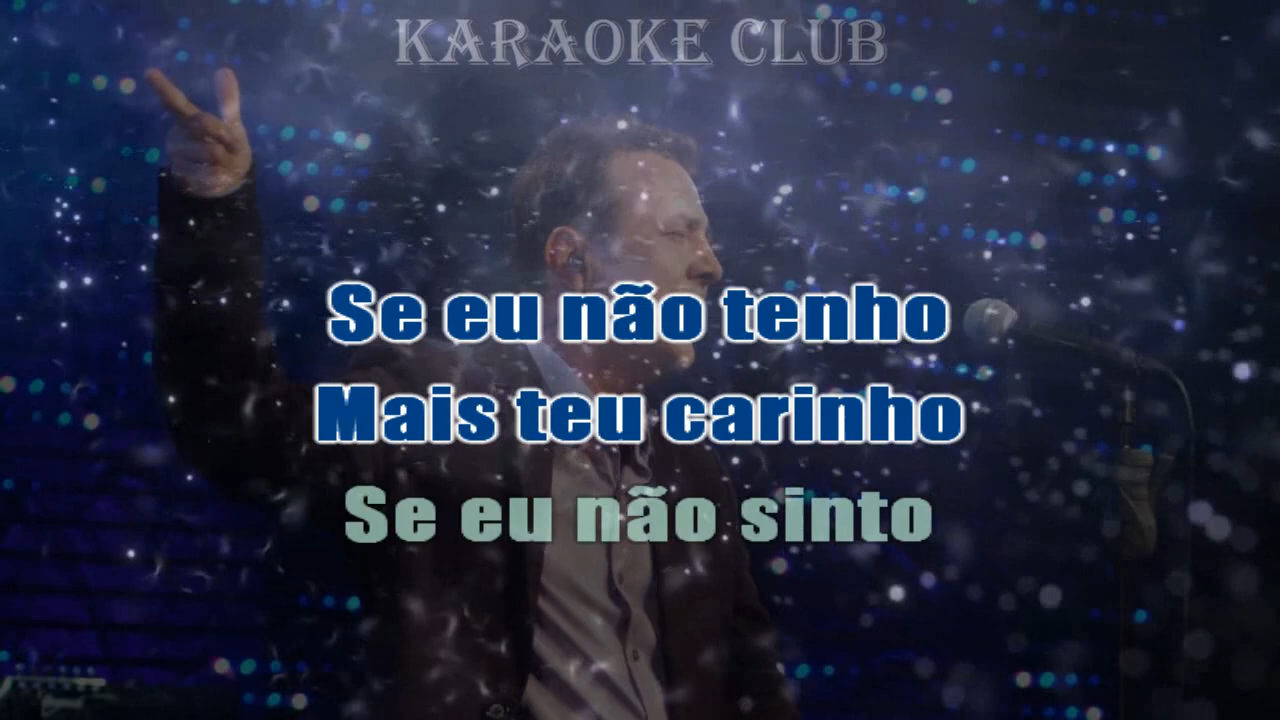 KARAOKE CLUB
Se eu não tenho
Mais teu carinho
Se eu não sinto